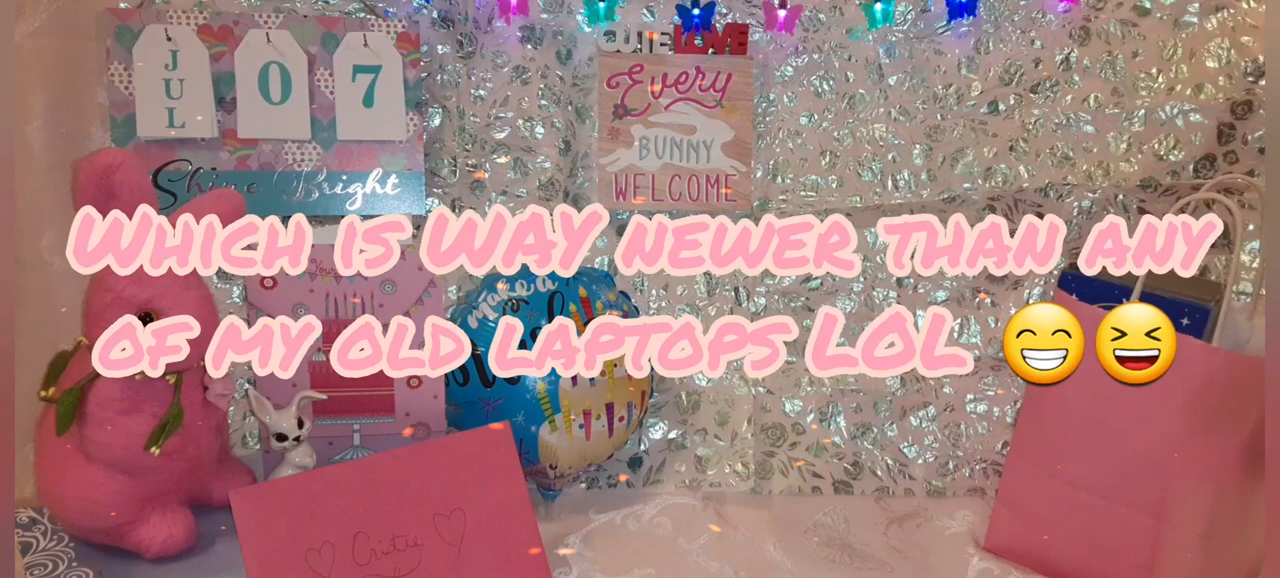 JUL
07
CUTE LOVE
Every
BUNNY
WELCOME
Shine Bright
WHICH IS WAY NEWER THAN ANY
OF MY OLD LAPTOPS LOL 😁😆
make a